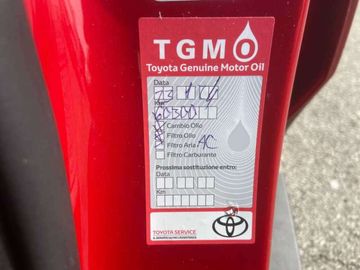 TGMO
Toyota Genuine Motor Oil
Data
Km
Cambio Olio
Filtro Olio
Filtro Aria AC
Filtro Carburante
Prossima sostituzione entro:
Data
Km
TOYOTA SERVICE
TOYOTA